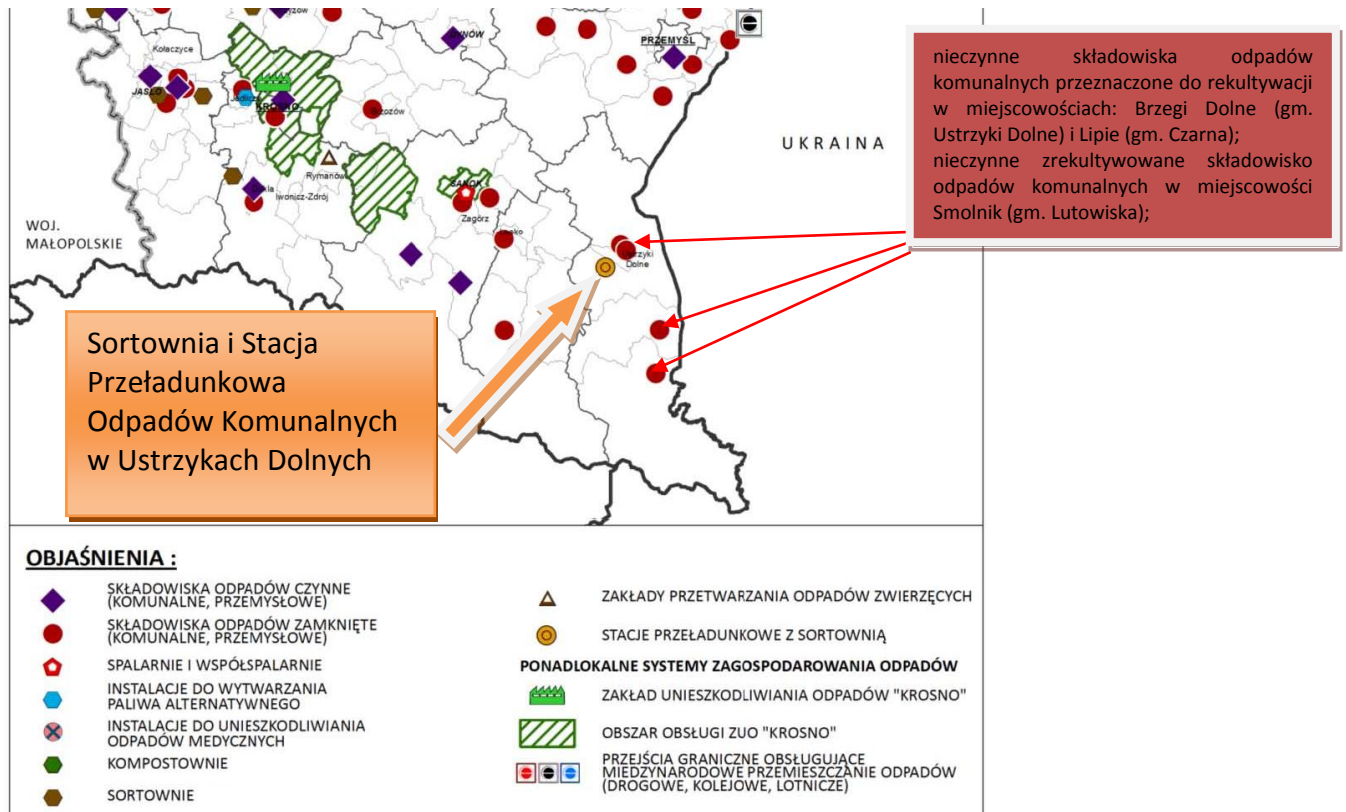 DYNÓW
PRZEMYŚL
Kołaczyce
JASŁO
Jedlicze
KROSNO
Brzozów
UKRAINA
Rymanów
Iwonicz-Zdrój
SANOK
Zagórz
Lesko
WOJ.
MAŁOPOLSKIE
Dolne
nieczynne składowiska odpadów
komunalnych przeznaczone do rekultywacji
w miejscowościach: Brzegi Dolne (gm.
Ustrzyki Dolne) i Lipie (gm. Czarna);
nieczynne zrekultywowane składowisko
odpadów komunalnych w miejscowości
Smolnik (gm. Lutowiska);
Sortownia i Stacja
Przeładunkowa
Odpadów Komunalnych
w Ustrzykach Dolnych
OBJAŚNIENIA :
SKŁADOWISKA ODPADÓW CZYNNE
(KOMUNALNE, PRZEMYSŁOWE)
SKŁADOWISKA ODPADÓW ZAMKNIĘTE
(KOMUNALNE, PRZEMYSŁOWE)
SPALARNIE I WSPÓŁSPALARNIE
INSTALACJE DO WYTWARZANIA
PALIWA ALTERNATYWNEGO
INSTALACJE DO UNIESZKODLIWIANIA
ODPADÓW MEDYCZNYCH
KOMPOSTOWNIE
SORTOWNIE
ZAKŁADY PRZETWARZANIA ODPADÓW ZWIERZĘCYCH
STACJE PRZEŁADUNKOWE Z SORTOWNIĄ
PONADLOKALNE SYSTEMY ZAGOSPODAROWANIA ODPADÓW
ZAKŁAD UNIESZKODLIWIANIA ODPADÓW "KROSNO"
OBSZAR OBSŁUGI ZUO "KROSNO"
PRZEJŚCIA GRANICZNE OBSŁUGUJĄCE
MIEDZYNARODOWE PRZEMIESZCZANIE ODPADÓW
(DROGOWE, KOLEJOWE, LOTNICZE)